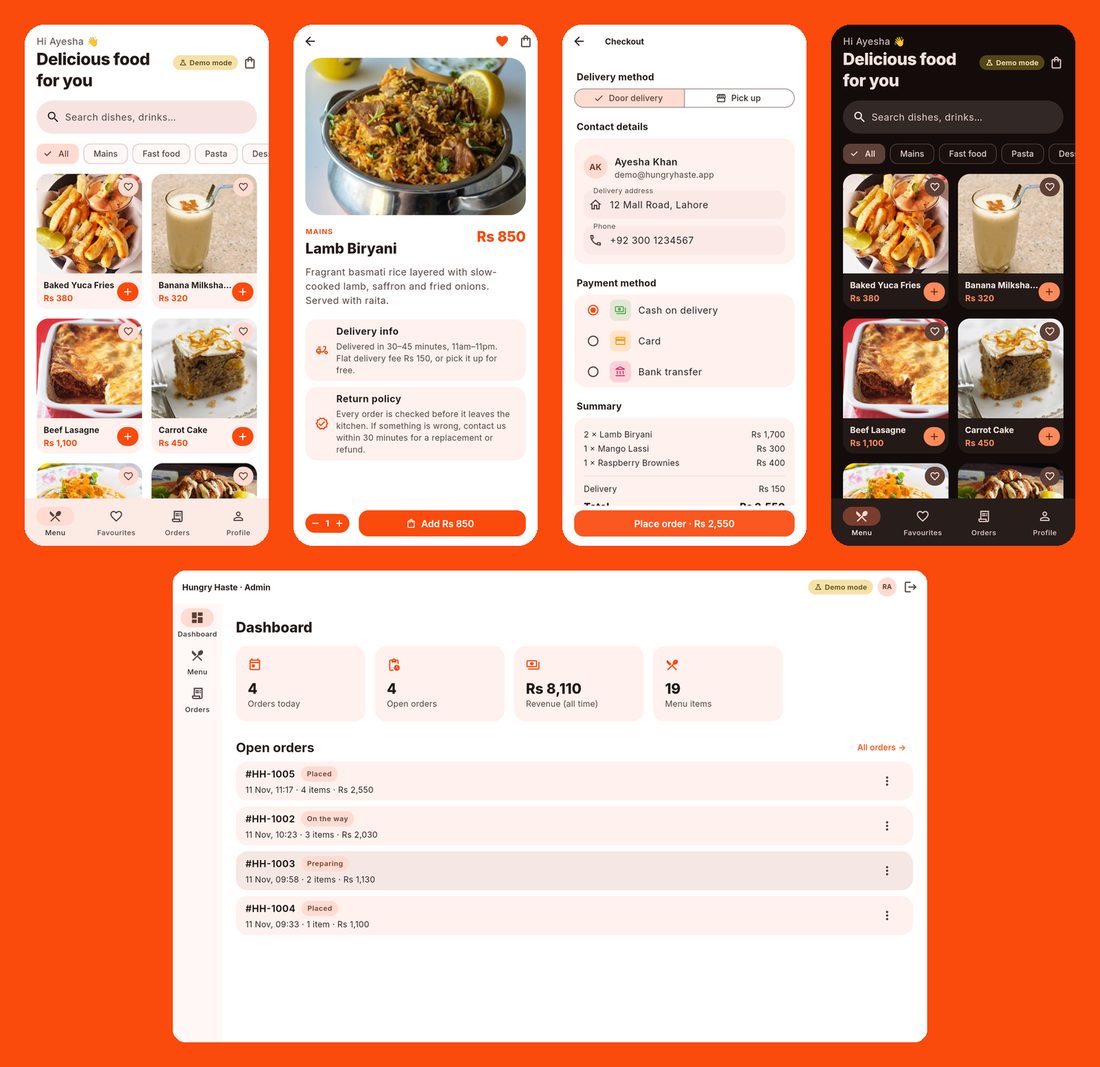 Hi Ayesha 👋
Delicious food
for you
Demo mode
Search dishes, drinks...
All
Mains
Fast food
Pasta
Des
Baked Yuca Fries
Rs 380
Banana Milksha...
Rs 320
Beef Lasagne
Rs 1,100
Carrot Cake
Rs 450
Menu
Favourites
Orders
Profile
MAINS
Lamb Biryani
Rs 850
Fragrant basmati rice layered with slow-
cooked lamb, saffron and fried onions.
Served with raita.
Delivery info
Delivered in 30–45 minutes, 11am–11pm.
Flat delivery fee Rs 150, or pick it up for
free.
Return policy
Every order is checked before it leaves the
kitchen. If something is wrong, contact us
within 30 minutes for a replacement or
refund.
− 1 +
Add Rs 850
Checkout
Delivery method
Door delivery
Pick up
Contact details
AK
Ayesha Khan
demo@hungryhaste.app
Delivery address
12 Mall Road, Lahore
Phone
+92 300 1234567
Payment method
Cash on delivery
Card
Bank transfer
Summary
2 × Lamb Biryani Rs 1,700
1 × Mango Lassi Rs 300
1 × Raspberry Brownies Rs 400
Delivery Rs 150
Total Rs 2,550
Place order · Rs 2,550
Hi Ayesha 👋
Delicious food
for you
Demo mode
Search dishes, drinks...
All
Mains
Fast food
Pasta
Dess
Baked Yuca Fries
Rs 380
Banana Milksha...
Rs 320
Beef Lasagne
Rs 1,100
Carrot Cake
Rs 450
Menu
Favourites
Orders
Profile
Hungry Haste · Admin
Demo mode
RA
Dashboard
Menu
Orders
Dashboard
4
Orders today
4
Open orders
Rs 8,110
Revenue (all time)
19
Menu items
Open orders
All orders →
#HH-1005 Placed
11 Nov, 11:17 · 4 items · Rs 2,550
#HH-1002 On the way
11 Nov, 10:23 · 3 items · Rs 2,030
#HH-1003 Preparing
11 Nov, 09:58 · 2 items · Rs 1,130
#HH-1004 Placed
11 Nov, 09:33 · 1 item · Rs 1,100